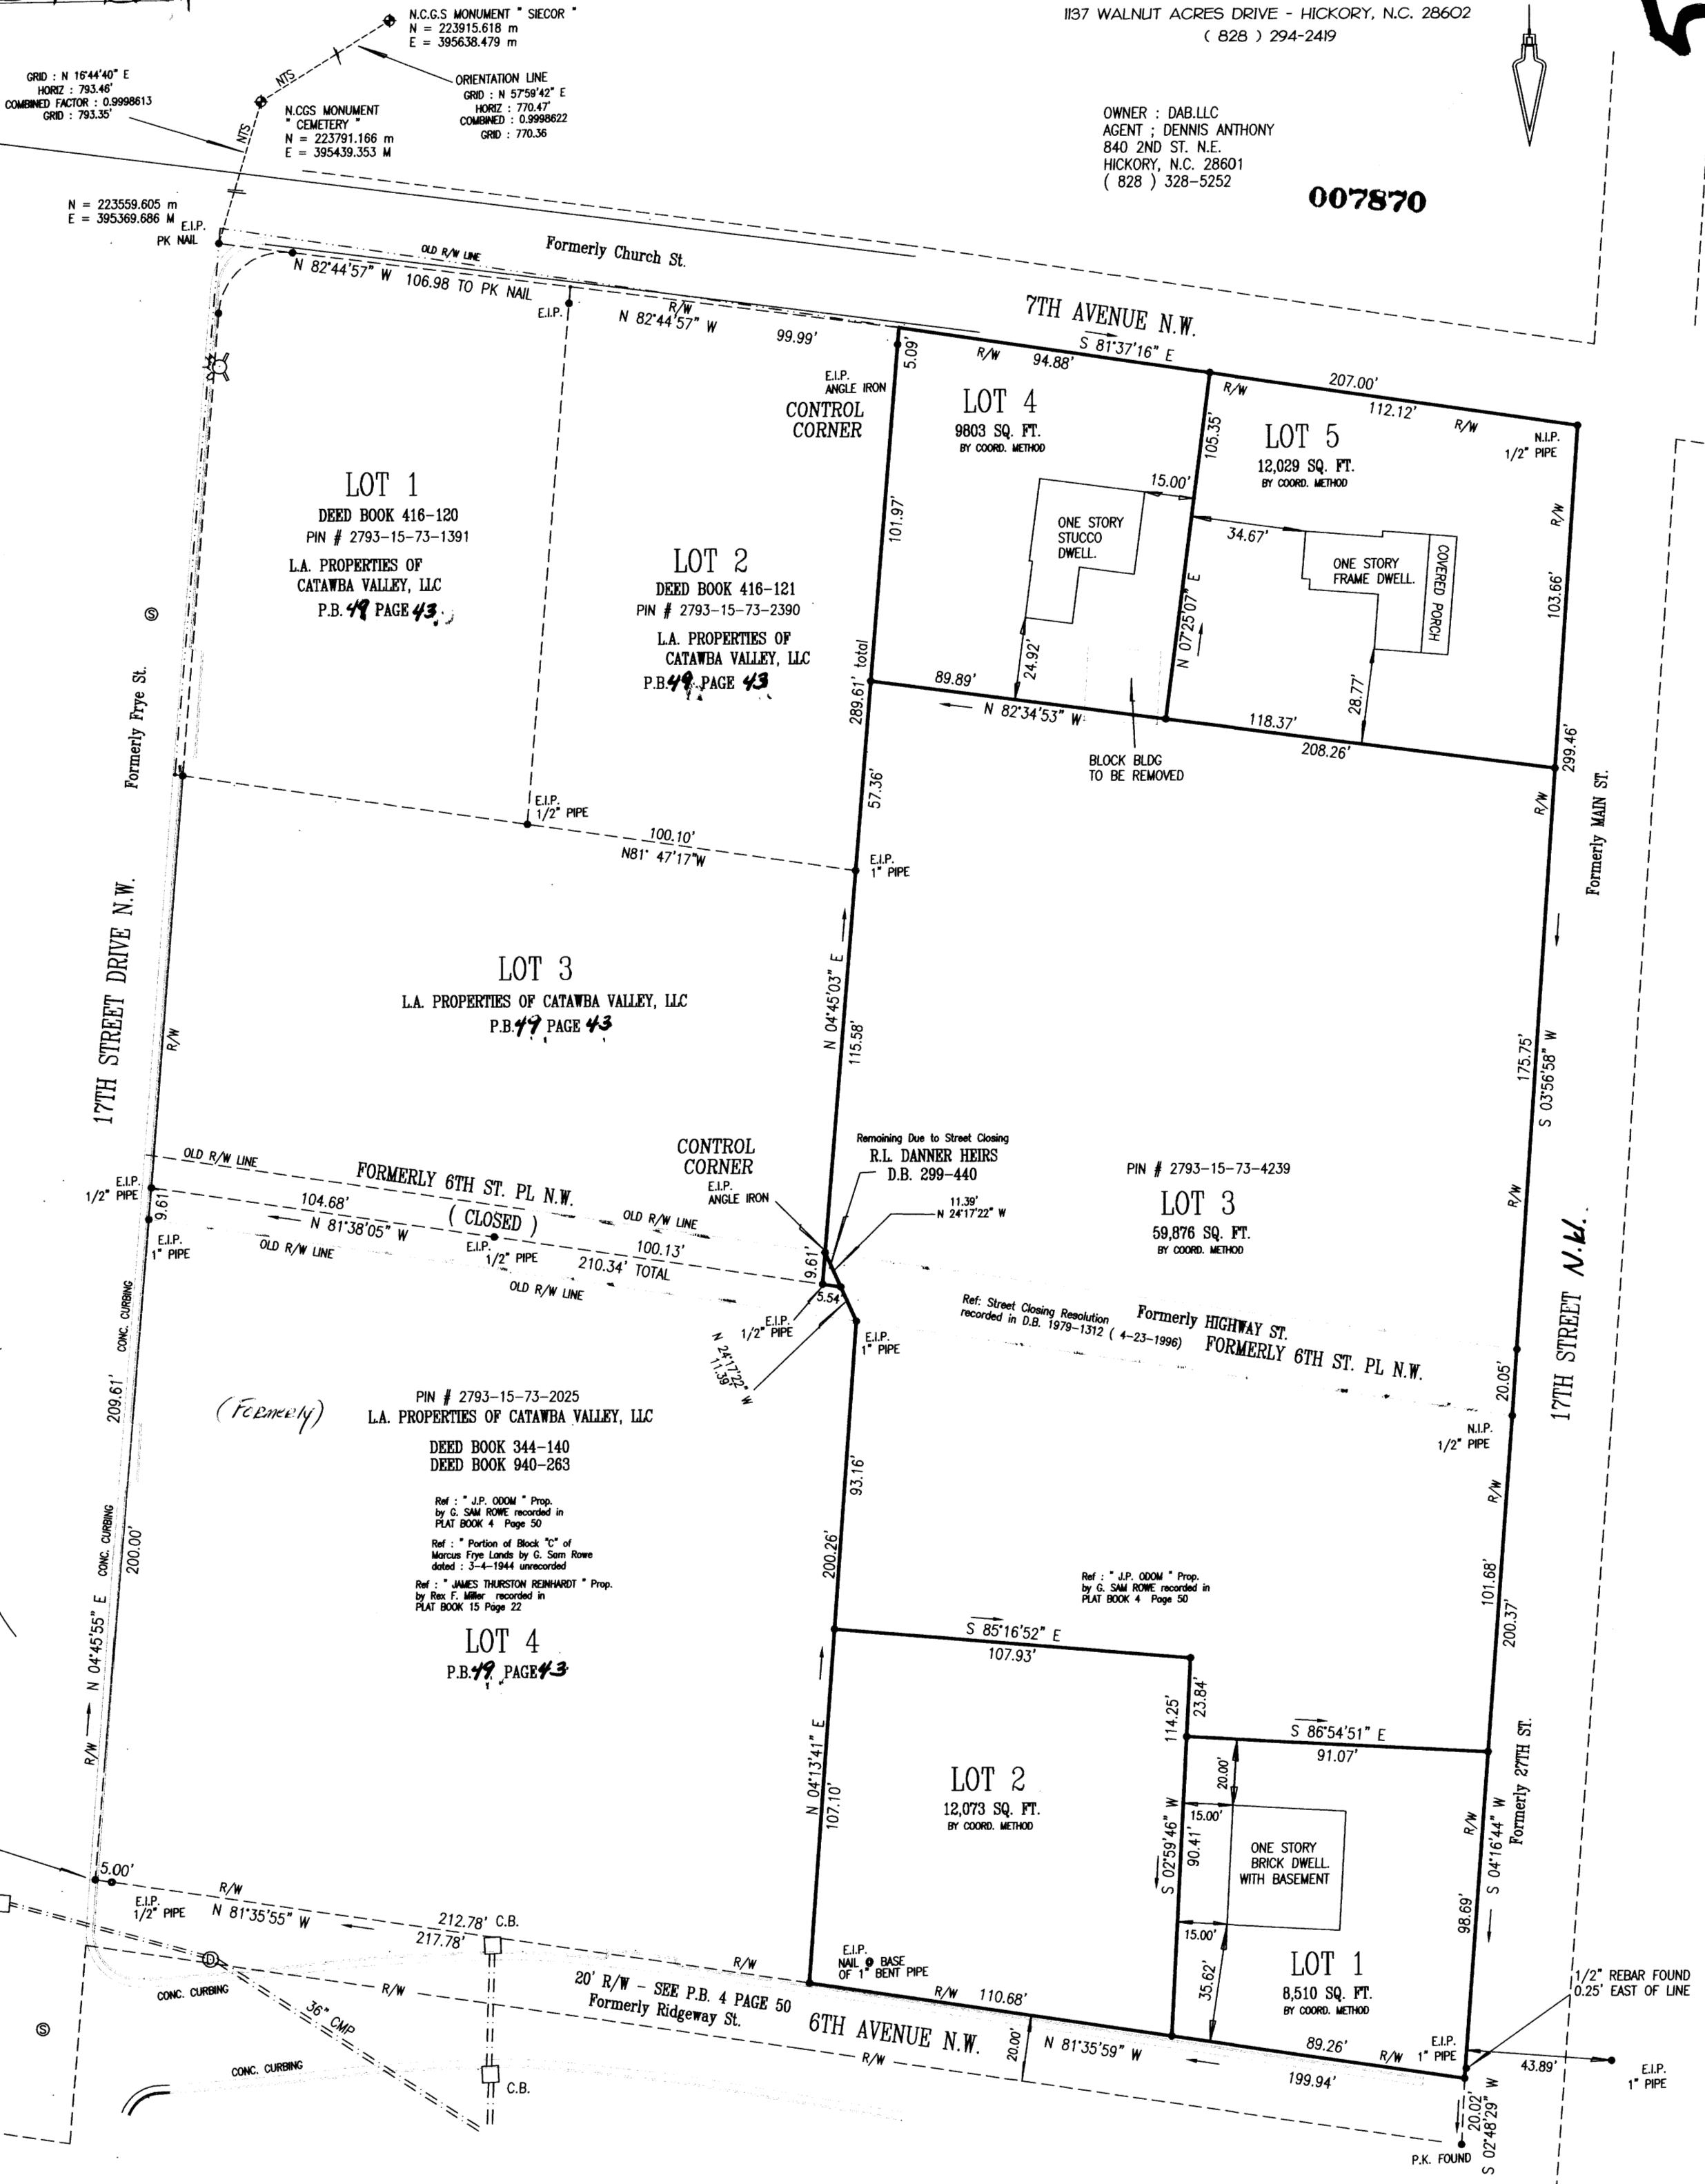 N.C.G.S MONUMENT " SIECOR "
N = 223915.618 m
E = 395638.479 m
1137 WALNUT ACRES DRIVE - HICKORY, N.C. 28602
( 828 ) 294-2419
GRID : N 16°44'40" E
HORIZ : 793.46'
COMBINED FACTOR : 0.9998613
GRID : 793.35'
NTS
NTS
ORIENTATION LINE
GRID : N 57°59'42" E
HORIZ : 770.47'
COMBINED : 0.9998622
GRID : 770.36
N.CGS MONUMENT
" CEMETERY "
N = 223791.166 m
E = 395439.353 M
OWNER : DAB.LLC
AGENT ; DENNIS ANTHONY
840 2ND ST. N.E.
HICKORY, N.C. 28601
( 828 ) 328-5252
007870
N = 223559.605 m
E = 395369.686 M
E.I.P.
PK NAIL
OLD R/W LINE
Formerly Church St.
N 82°44'57" W 106.98 TO PK NAIL
E.I.P.
R/W
N 82°44'57" W
99.99'
7TH AVENUE N.W.
S 81°37'16" E
R/W
94.88'
R/W
207.00'
112.12'
R/W
5.09'
E.I.P.
ANGLE IRON
CONTROL
CORNER
LOT 4
9803 SQ. FT.
BY COORD. METHOD
105.35'
LOT 5
12,029 SQ. FT.
BY COORD. METHOD
N.I.P.
1/2" PIPE
LOT 1
DEED BOOK 416-120
PIN # 2793-15-73-1391
L.A. PROPERTIES OF
CATAWBA VALLEY, LLC
P.B. 49 PAGE 43
LOT 2
DEED BOOK 416-121
PIN # 2793-15-73-2390
L.A. PROPERTIES OF
CATAWBA VALLEY, LLC
P.B. 49 PAGE 43
101.97'
15.00'
ONE STORY
STUCCO
DWELL.
34.67'
ONE STORY
FRAME DWELL.
COVERED PORCH
R/W
103.66'
N 07°25'07" E
24.92'
28.77'
S
Formerly Frye St.
289.61' total
89.89'
N 82°34'53" W
118.37'
208.26'
BLOCK BLDG
TO BE REMOVED
299.46'
R/W
Formerly MAIN ST.
57.36'
E.I.P.
1/2" PIPE
100.10'
N81° 47'17"W
E.I.P.
1" PIPE
17TH STREET DRIVE N.W.
R/W
LOT 3
L.A. PROPERTIES OF CATAWBA VALLEY, LLC
P.B. 49 PAGE 43
N 04°45'03" E
115.58'
175.75'
S 03°56'58" W
OLD R/W LINE
FORMERLY 6TH ST. PL N.W.
( CLOSED )
CONTROL
CORNER
E.I.P.
ANGLE IRON
Remaining Due to Street Closing
R.L. DANNER HEIRS
D.B. 299-440
11.39'
N 24°17'22" W
PIN # 2793-15-73-4239
LOT 3
59,876 SQ. FT.
BY COORD. METHOD
R/W
E.I.P.
1/2" PIPE
9.61
104.68'
N 81°38'05" W
OLD R/W LINE
E.I.P.
1" PIPE
OLD R/W LINE
E.I.P.
1/2" PIPE
100.13'
210.34' TOTAL
OLD R/W LINE
9.61'
5.54'
E.I.P.
1/2" PIPE
N 24°17'22" W
11.39'
E.I.P.
1" PIPE
Ref: Street Closing Resolution
recorded in D.B. 1979-1312 ( 4-23-1996)
Formerly HIGHWAY ST.
FORMERLY 6TH ST. PL N.W.
17TH STREET N.W.
20.05'
N.I.P.
1/2" PIPE
CONC. CURBING
209.61'
(FORMERLY)
PIN # 2793-15-73-2025
L.A. PROPERTIES OF CATAWBA VALLEY, LLC
DEED BOOK 344-140
DEED BOOK 940-263
Ref : " J.P. ODOM " Prop.
by G. SAM ROWE recorded in
PLAT BOOK 4 Page 50
Ref : " Portion of Block "C" of
Marcus Frye Lands by G. Sam Rowe
dated : 3-4-1944 unrecorded
Ref : " JAMES THURSTON REINHARDT " Prop.
by Rex F. Miller recorded in
PLAT BOOK 15 Page 22
LOT 4
P.B. 49 PAGE 43
93.16'
200.26'
R/W
101.68'
200.37'
Ref : " J.P. ODOM " Prop.
by G. SAM ROWE recorded in
PLAT BOOK 4 Page 50
CONC. CURBING
200.00'
R/W N 04°45'55" E
S 85°16'52" E
107.93'
114.25'
23.84'
S 86°54'51" E
91.07'
Formerly 27TH ST.
N 04°13'41" E
107.10'
LOT 2
12,073 SQ. FT.
BY COORD. METHOD
S 02°59'46" W
90.41'
20.00'
15.00'
ONE STORY
BRICK DWELL.
WITH BASEMENT
R/W
S 04°16'44" W
98.69'
15.00'
35.62'
LOT 1
8,510 SQ. FT.
BY COORD. METHOD
1/2" REBAR FOUND
0.25' EAST OF LINE
5.00'
E.I.P.
1/2" PIPE
R/W
N 81°35'55" W
212.78'
217.78'
C.B.
R/W
E.I.P.
NAIL @ BASE
OF 1" BENT PIPE
D
CONC. CURBING
36" CMP
R/W
20' R/W - SEE P.B. 4 PAGE 50
Formerly Ridgeway St.
6TH AVENUE N.W.
R/W
R/W
110.68'
20.00'
N 81°35'59" W
89.26'
199.94'
R/W
E.I.P.
1" PIPE
43.89'
E.I.P.
1" PIPE
S
CONC. CURBING
C.B.
20.02'
S 02°48'29" W
P.K. FOUND